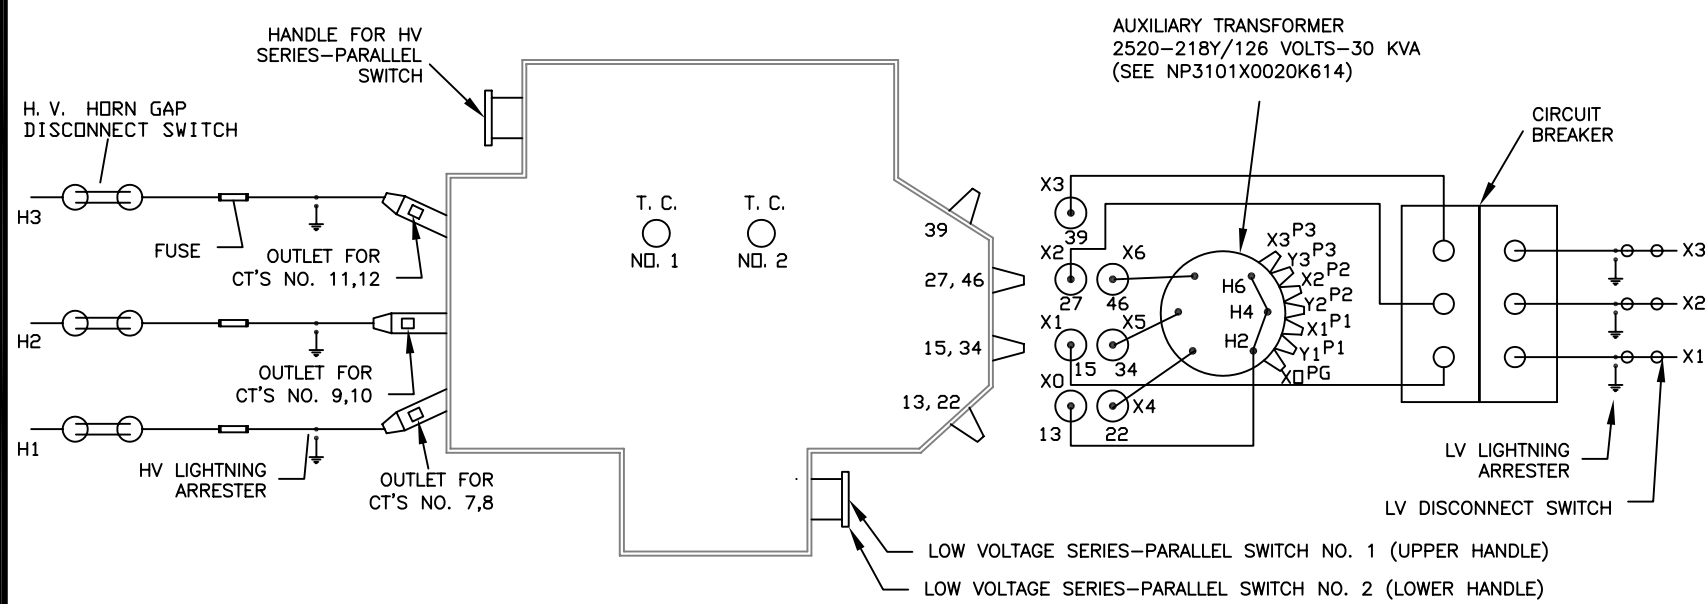 HANDLE FOR HV
SERIES-PARALLEL
SWITCH
AUXILIARY TRANSFORMER
2520-218Y/126 VOLTS-30 KVA
(SEE NP3101X0020K614)
H. V. HORN GAP
DISCONNECT SWITCH
CIRCUIT
BREAKER
H3
FUSE
OUTLET FOR
CT'S NO. 11,12
H2
OUTLET FOR
CT'S NO. 9,10
H1
HV LIGHTNING
ARRESTER
OUTLET FOR
CT'S NO. 7,8
T. C.
NO. 1
T. C.
NO. 2
39
27, 46
15, 34
13, 22
X3
39
X2
27
X6
46
X1
15
X5
34
X0
13
X4
22
H6
H4
H2
X3 P3
Y3 P3
X2 P2
Y2 P2
X1 P1
Y1 P1
X0 PG
X3
X2
X1
LV LIGHTNING
ARRESTER
LV DISCONNECT SWITCH
LOW VOLTAGE SERIES-PARALLEL SWITCH NO. 1 (UPPER HANDLE)
LOW VOLTAGE SERIES-PARALLEL SWITCH NO. 2 (LOWER HANDLE)